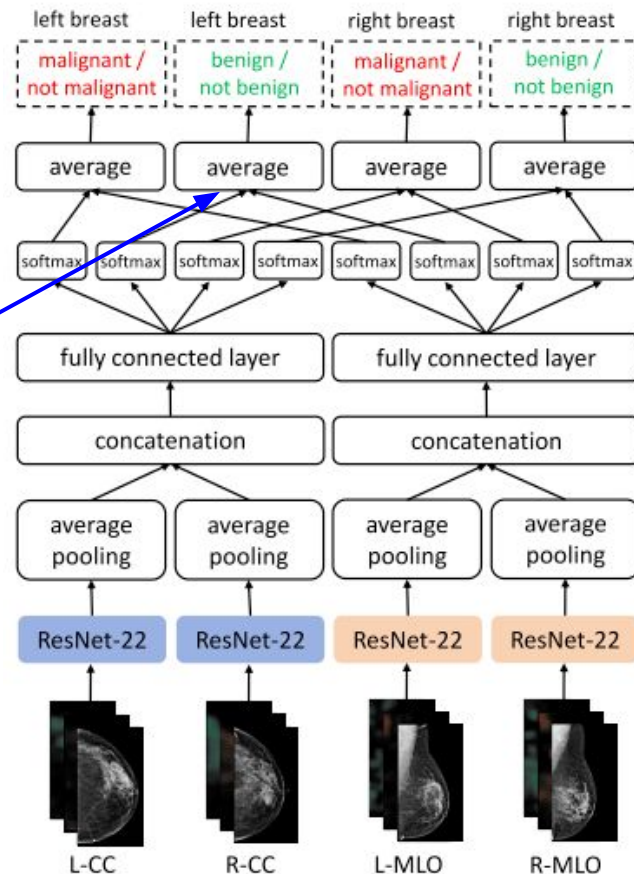 left breast left breast right breast right breast
malignant / benign / malignant / benign /
not malignant not benign not malignant not benign
average average average average
softmax softmax softmax softmax softmax softmax softmax softmax
fully connected layer fully connected layer
concatenation concatenation
average average average average
pooling pooling pooling pooling
ResNet-22 ResNet-22 ResNet-22 ResNet-22
L-CC R-CC L-MLO R-MLO